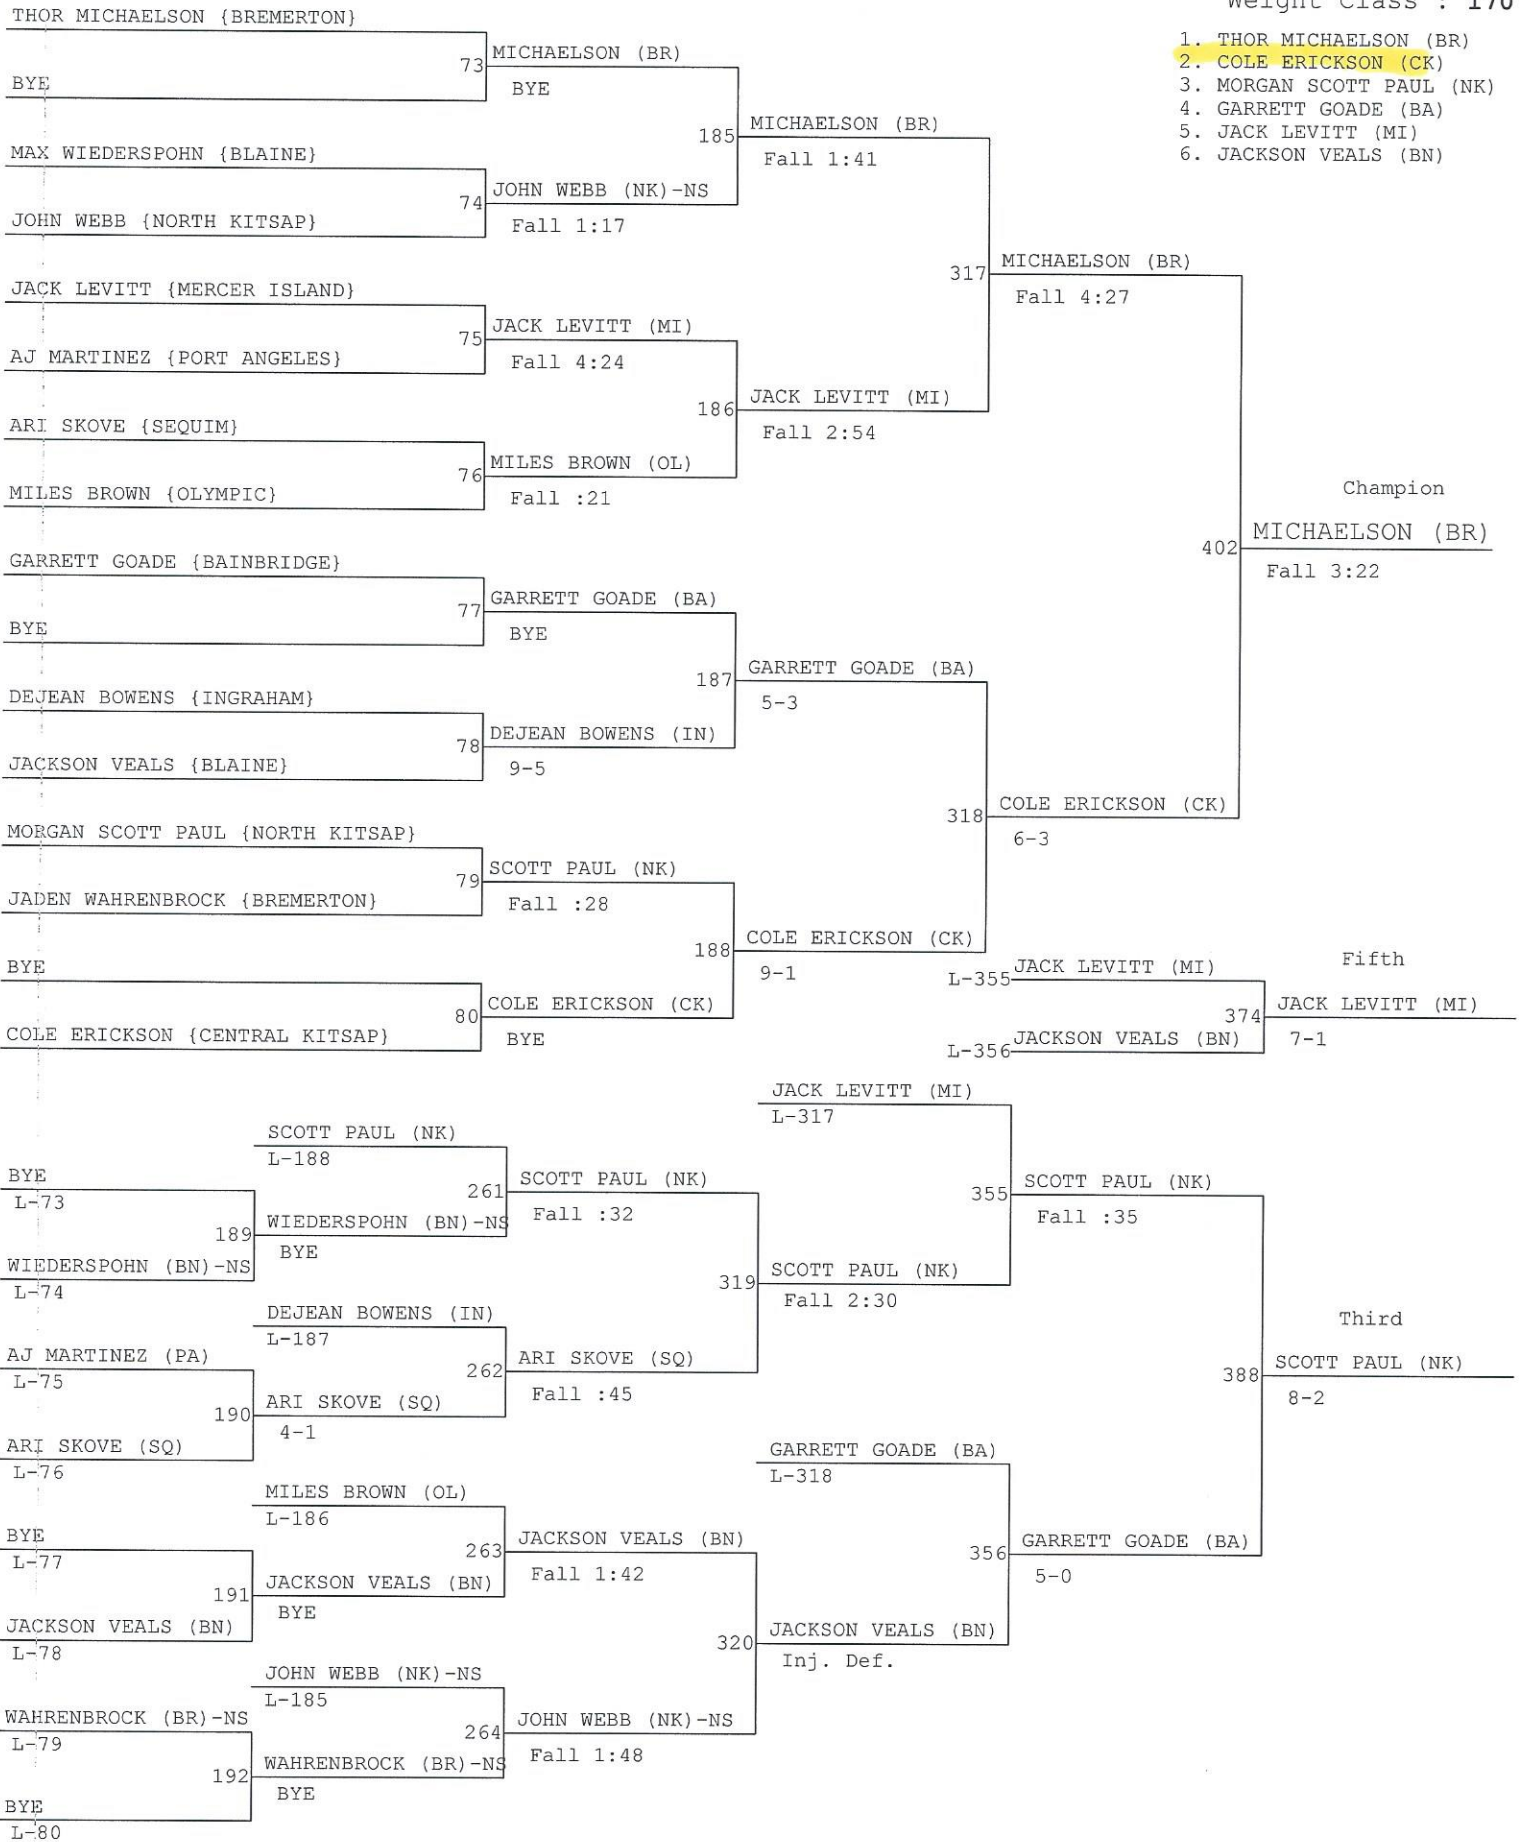 Weight Class : 170
1. THOR MICHAELSON (BR)
2. COLE ERICKSON (CK)
3. MORGAN SCOTT PAUL (NK)
4. GARRETT GOADE (BA)
5. JACK LEVITT (MI)
6. JACKSON VEALS (BN)
THOR MICHAELSON {BREMERTON}
BYE
MAX WIEDERSPOHN {BLAINE}
JOHN WEBB {NORTH KITSAP}
JACK LEVITT {MERCER ISLAND}
AJ MARTINEZ {PORT ANGELES}
ARI SKOVE {SEQUIM}
MILES BROWN {OLYMPIC}
GARRETT GOADE {BAINBRIDGE}
BYE
DEJEAN BOWENS {INGRAHAM}
JACKSON VEALS {BLAINE}
MORGAN SCOTT PAUL {NORTH KITSAP}
JADEN WAHRENBROCK {BREMERTON}
BYE
COLE ERICKSON {CENTRAL KITSAP}
73
MICHAELSON (BR)
BYE
74
JOHN WEBB (NK)-NS
Fall 1:17
75
JACK LEVITT (MI)
Fall 4:24
76
MILES BROWN (OL)
Fall :21
77
GARRETT GOADE (BA)
BYE
78
DEJEAN BOWENS (IN)
9-5
79
SCOTT PAUL (NK)
Fall :28
80
COLE ERICKSON (CK)
BYE
185
MICHAELSON (BR)
Fall 1:41
186
JACK LEVITT (MI)
Fall 2:54
187
GARRETT GOADE (BA)
5-3
188
COLE ERICKSON (CK)
9-1
317
MICHAELSON (BR)
Fall 4:27
318
COLE ERICKSON (CK)
6-3
Champion
402
MICHAELSON (BR)
Fall 3:22
Fifth
L-355
JACK LEVITT (MI)
L-356
JACKSON VEALS (BN)
374
JACK LEVITT (MI)
7-1
BYE
L-73
WIEDERSPOHN (BN)-NS
L-74
AJ MARTINEZ (PA)
L-75
ARI SKOVE (SQ)
L-76
BYE
L-77
JACKSON VEALS (BN)
L-78
WAHRENBROCK (BR)-NS
L-79
BYE
L-80
SCOTT PAUL (NK)
L-188
189
WIEDERSPOHN (BN)-NS
BYE
DEJEAN BOWENS (IN)
L-187
190
ARI SKOVE (SQ)
4-1
MILES BROWN (OL)
L-186
191
JACKSON VEALS (BN)
BYE
JOHN WEBB (NK)-NS
L-185
192
WAHRENBROCK (BR)-NS
BYE
261
SCOTT PAUL (NK)
Fall :32
262
ARI SKOVE (SQ)
Fall :45
263
JACKSON VEALS (BN)
Fall 1:42
264
JOHN WEBB (NK)-NS
Fall 1:48
JACK LEVITT (MI)
L-317
319
SCOTT PAUL (NK)
Fall 2:30
GARRETT GOADE (BA)
L-318
320
JACKSON VEALS (BN)
Inj. Def.
355
SCOTT PAUL (NK)
Fall :35
356
GARRETT GOADE (BA)
5-0
Third
388
SCOTT PAUL (NK)
8-2